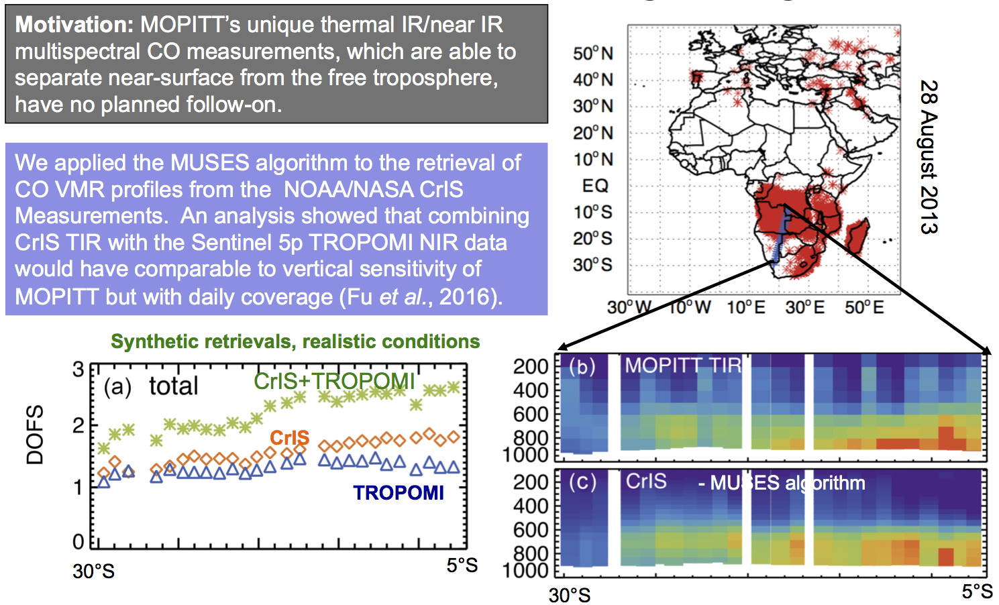 Motivation: MOPITT's unique thermal IR/near IR
multispectral CO measurements, which are able to
separate near-surface from the free troposphere,
have no planned follow-on.
We applied the MUSES algorithm to the retrieval of
CO VMR profiles from the  NOAA/NASA CrIS
Measurements.  An analysis showed that combining
CrIS TIR with the Sentinel 5p TROPOMI NIR data
would have comparable to vertical sensitivity of
MOPITT but with daily coverage (Fu et al., 2016).
50°N
40°N
30°N
20°N
10°N
EQ
10°S
20°S
30°S
30°W
10°W
10°E
30°E
50°E
28 August 2013
Synthetic retrievals, realistic conditions
(a) total
CrIS+TROPOMI
CrIS
TROPOMI
DOFS
3
2
1
0
30°S
5°S
(b) MOPITT TIR
200
400
600
800
1000
(c) CrIS - MUSES algorithm
200
400
600
800
1000
30°S
5°S